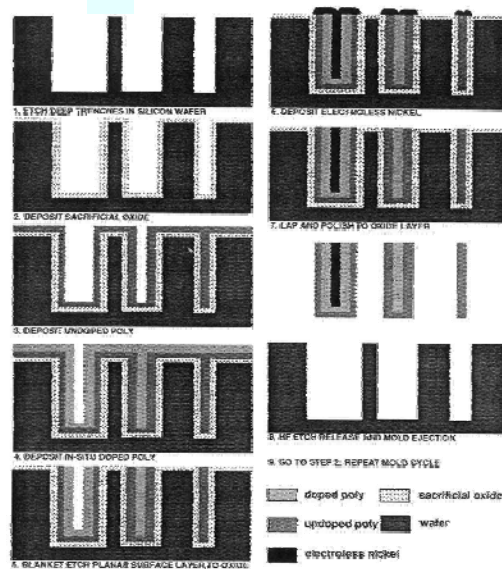 1. ETCH DEEP TRENCHES IN SILICON WAFER
2. DEPOSIT SACRIFICIAL OXIDE
3. DEPOSIT UNDOPED POLY
4. DEPOSIT IN-SITU DOPED POLY
5. BLANKET ETCH PLANAR SURFACE LAYER TO OXIDE
6. DEPOSIT ELECTROLESS NICKEL
7. LAP AND POLISH TO OXIDE LAYER
8. HF ETCH RELEASE AND MOLD EJECTION
9. GO TO STEP 2. REPEAT MOLD CYCLE
doped poly
sacrificial oxide
undoped poly
wafer
electroless nickel